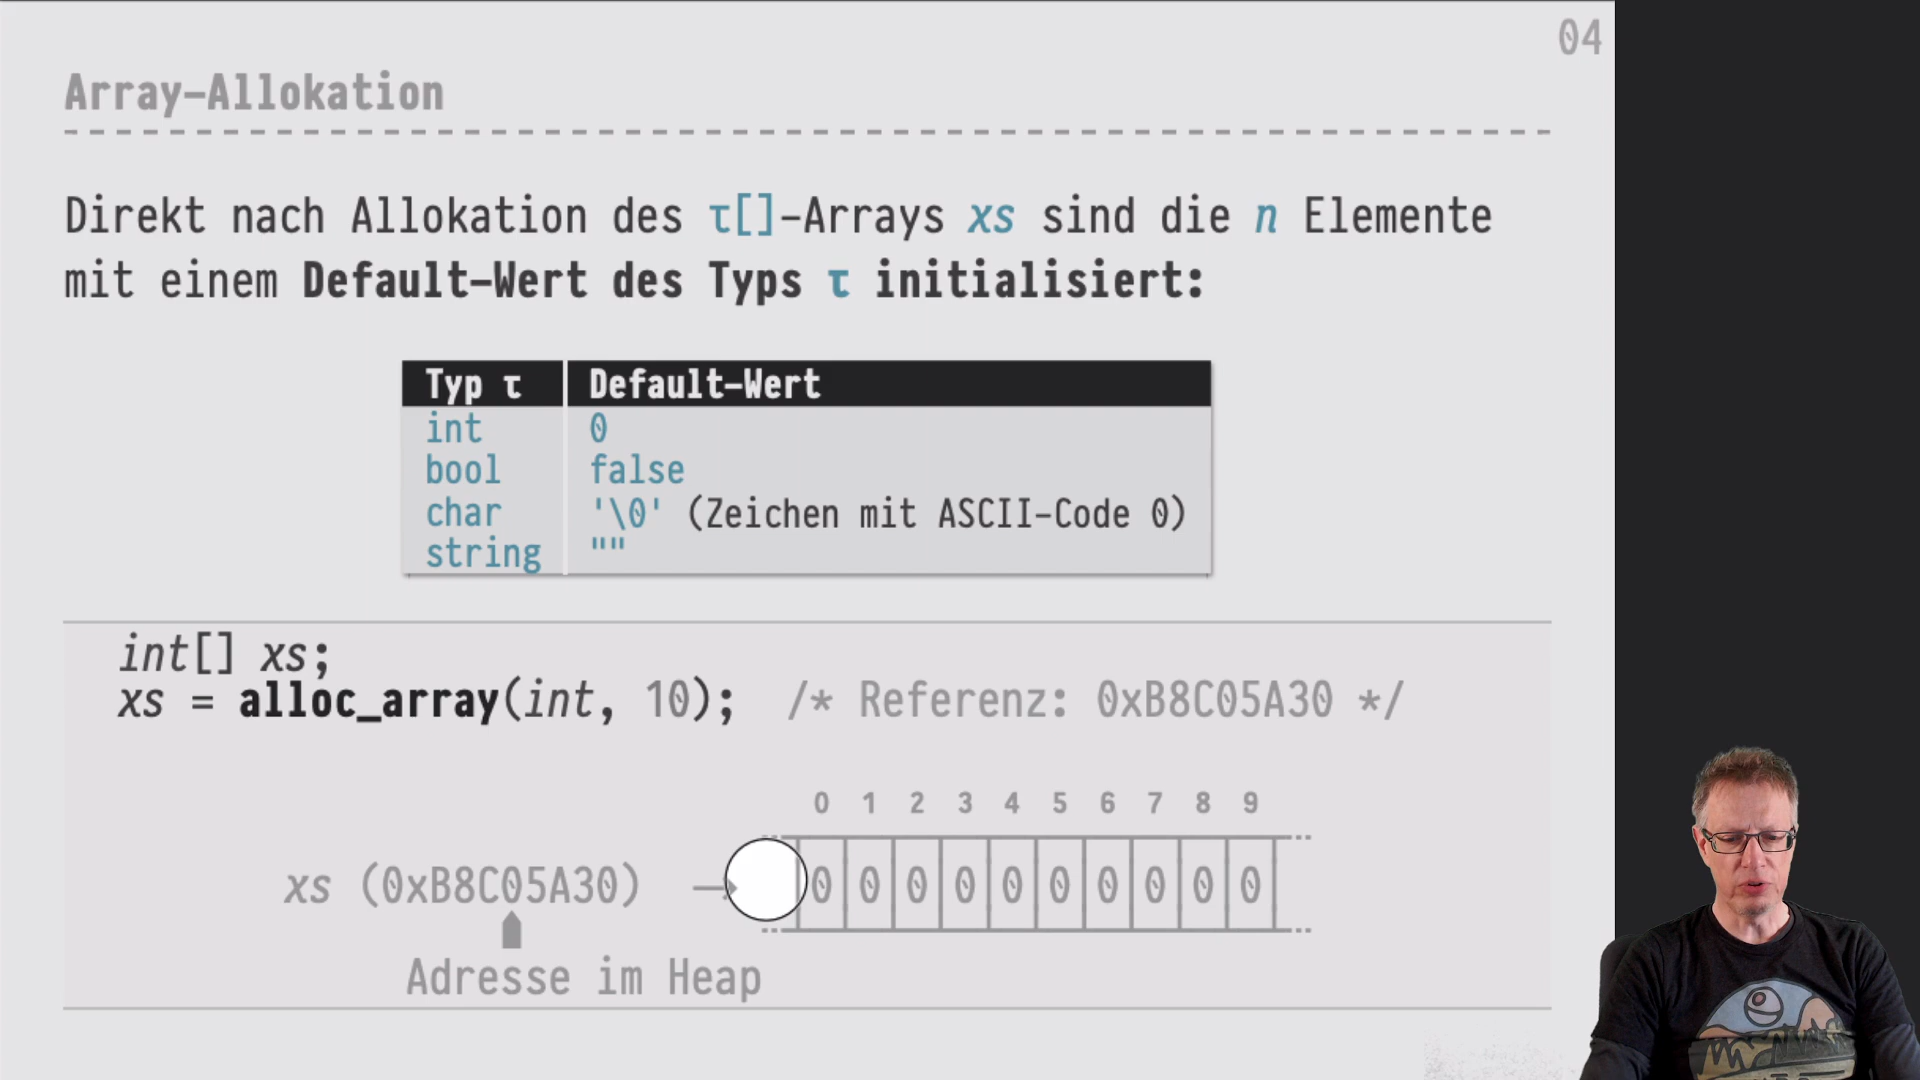 04
Array-Allokation
Direkt nach Allokation des τ[]-Arrays xs sind die n Elemente
mit einem Default-Wert des Typs τ initialisiert:
Typ τ Default-Wert
int 0
bool false
char '\0' (Zeichen mit ASCII-Code 0)
string ""
int[] xs;
xs = alloc_array(int, 10); /* Referenz: 0xB8C05A30 */
0 1 2 3 4 5 6 7 8 9
xs (0xB8C05A30) 0 0 0 0 0 0 0 0 0 0
Adresse im Heap